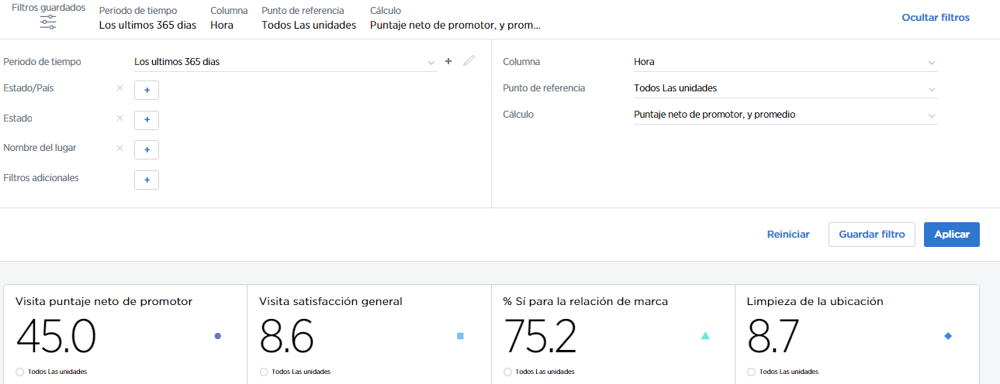 Filtros guardados
Periodo de tiempo
Los ultimos 365 dias
Columna
Hora
Punto de referencia
Todos Las unidades
Cálculo
Puntaje neto de promotor, y prom...
Ocultar filtros
Periodo de tiempo
Los ultimos 365 dias
+
Estado/País
× +
Estado
× +
Nombre del lugar
× +
Filtros adicionales
+
Columna
Hora
Punto de referencia
Todos Las unidades
Cálculo
Puntaje neto de promotor, y promedio
Reiniciar
Guardar filtro
Aplicar
Visita puntaje neto de promotor
45.0
Todos Las unidades
Visita satisfacción general
8.6
Todos Las unidades
% Sí para la relación de marca
75.2
Todos Las unidades
Limpieza de la ubicación
8.7
Todos Las unidades